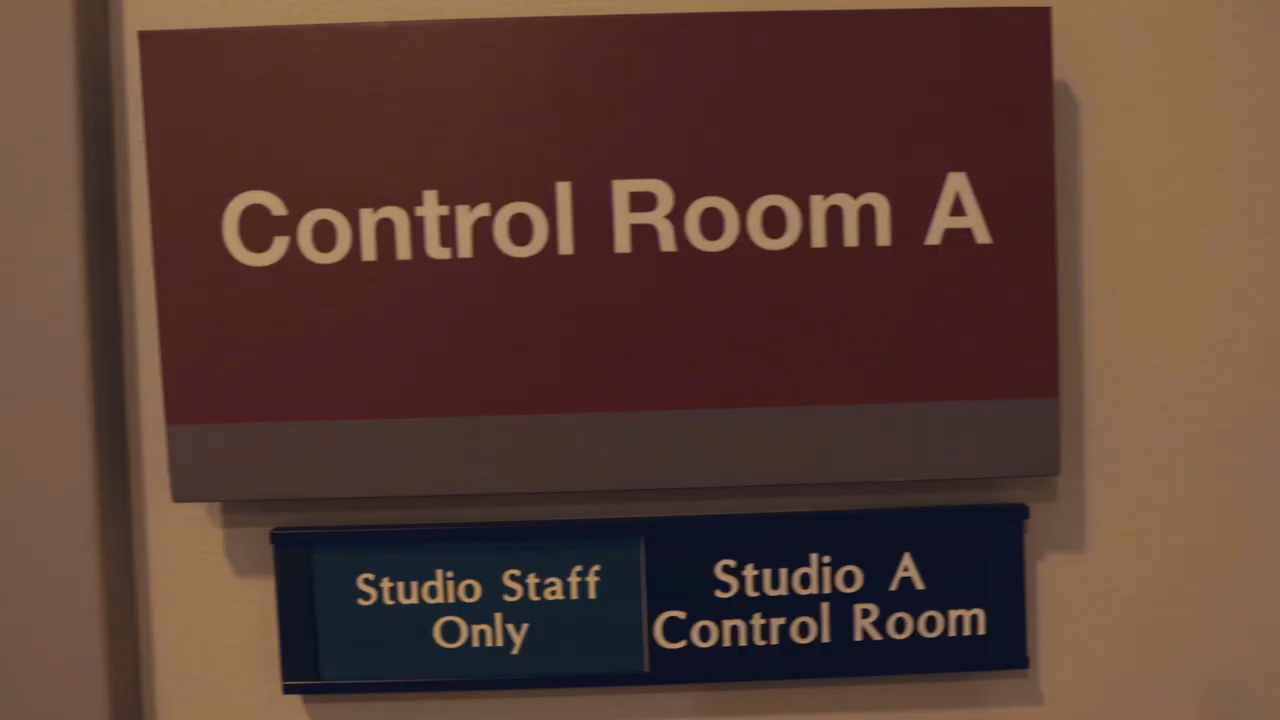 Control Room A
Studio Staff
Only
Studio A
Control Room